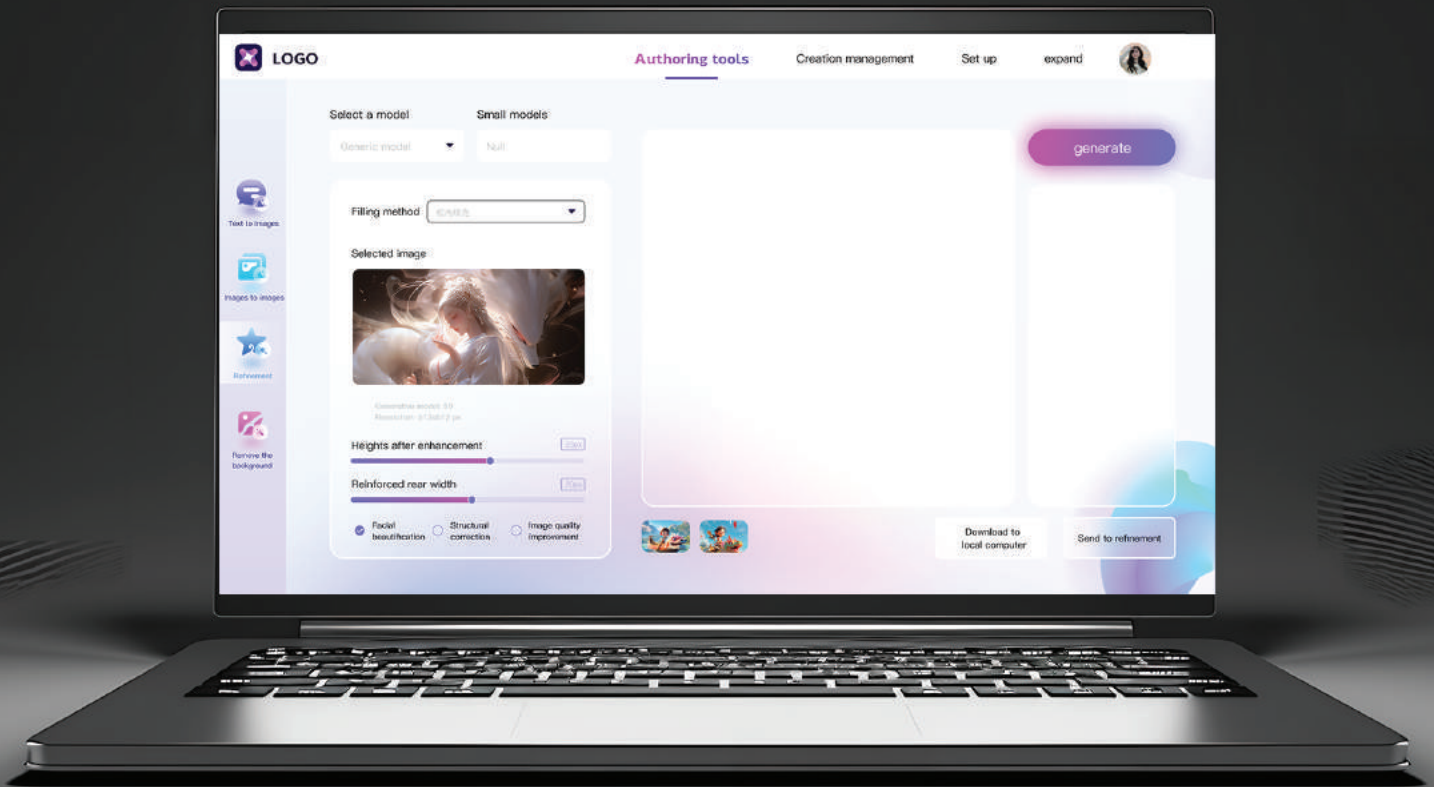 LOGO
Authoring tools
Creation management
Set up
expand
Select a model
Small models
Generic model
Null
generate
Filling method
Selected image
Heights after enhancement
Reinforced rear width
Facial
beautification
Structural
correction
Image quality
improvement
Text to images
Images to images
Refinement
Remove the
background
Download to
local computer
Send to refinement